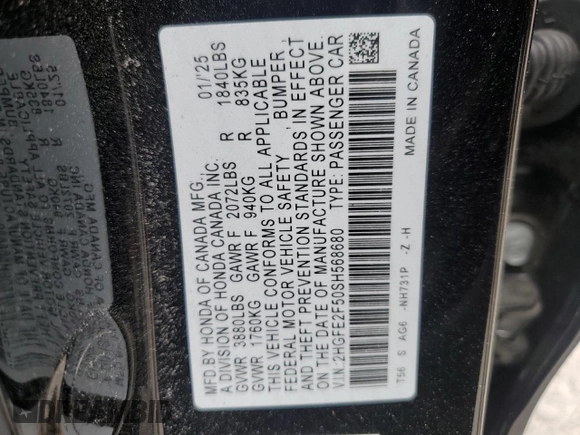 MFD.BY HONDA OF CANADA MFG., 01/'25
A DIVISION OF HONDA CANADA INC.
GVWR 3880LBS GAWR F 2072LBS R 1840LBS
GVWR 1760KG GAWR F 940KG R 835KG
THIS VEHICLE CONFORMS TO ALL APPLICABLE
FEDERAL MOTOR VEHICLE SAFETY, BUMPER,
AND THEFT PREVENTION STANDARDS IN EFFECT
ON THE DATE OF MANUFACTURE SHOWN ABOVE.
V.I.N:2HGFE2F50SH568680 TYPE:PASSENGER CAR
MADE IN CANADA
T56 S AG6 -NH731P -Z -H